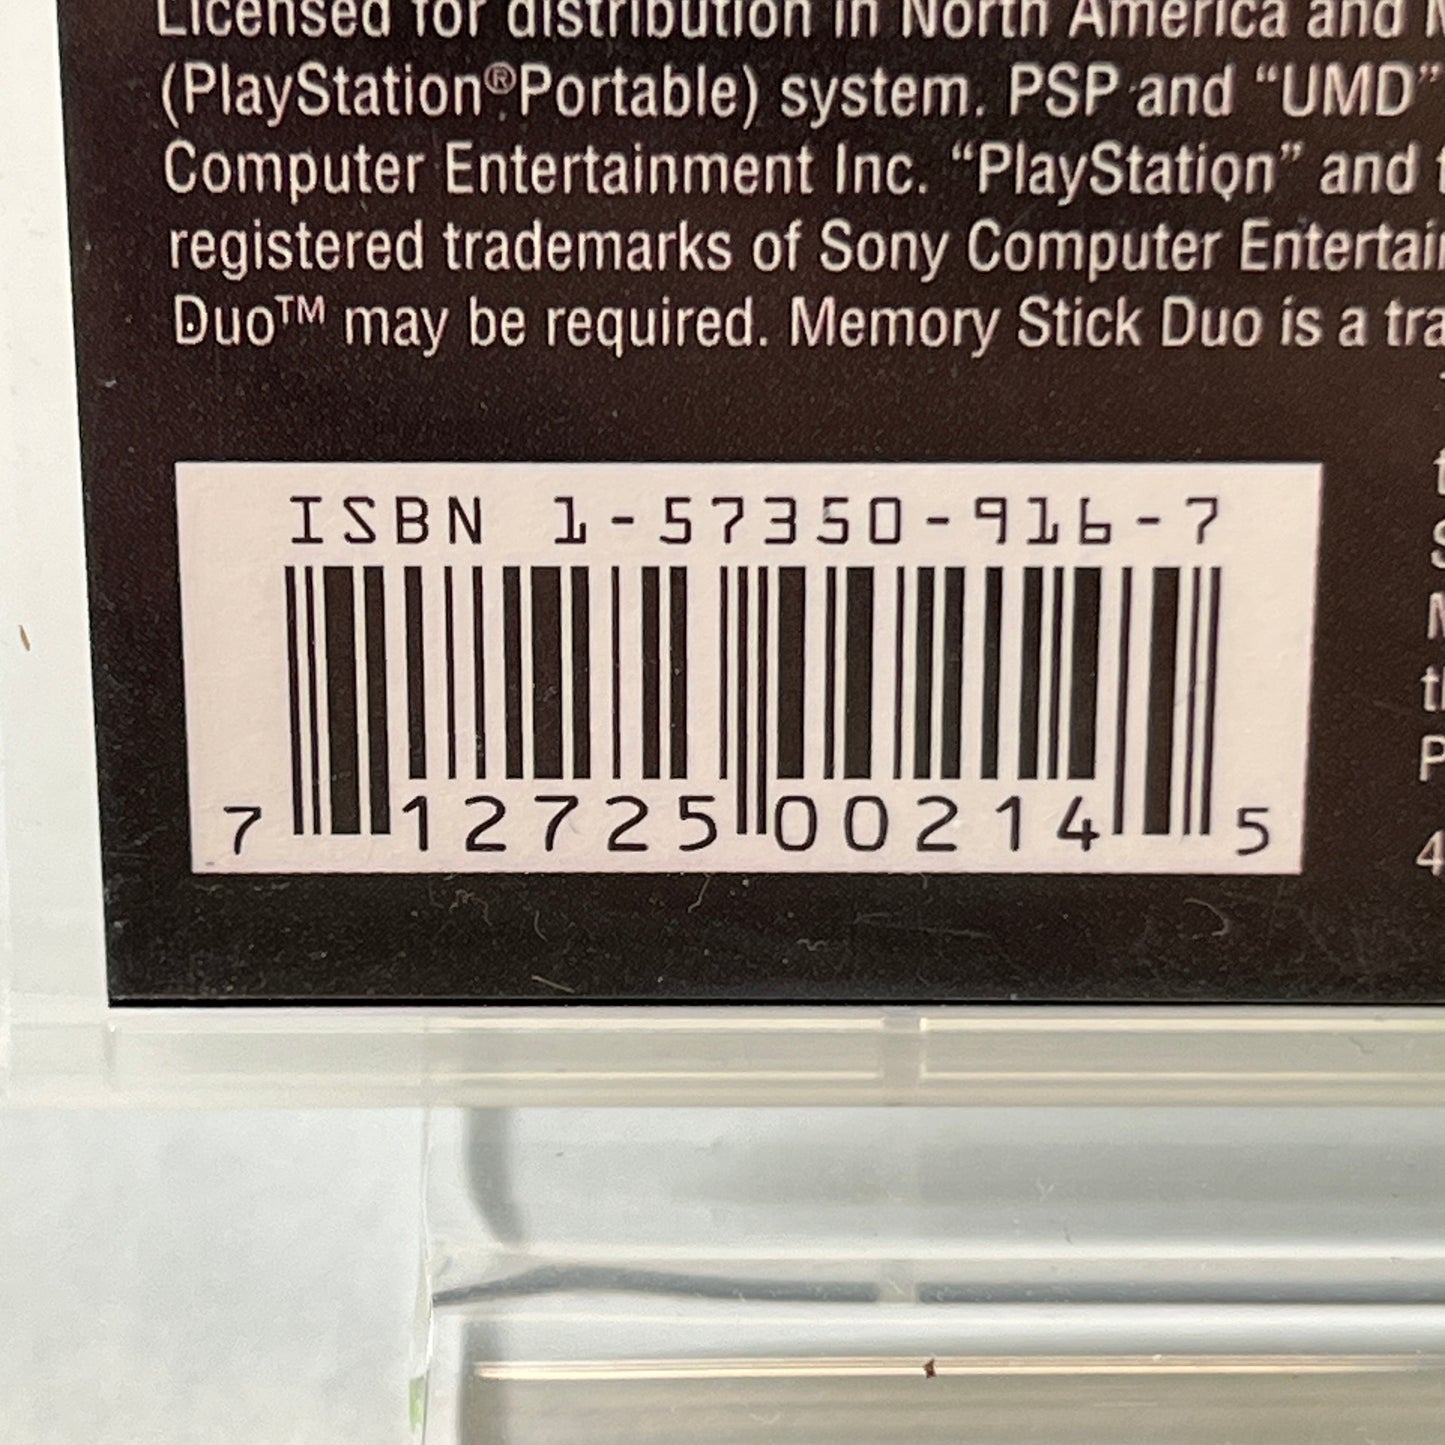 Licensed for distribution in North America and
(PlayStation®Portable) system. PSP and "UMD"
Computer Entertainment Inc. "PlayStation" and
registered trademarks of Sony Computer
Duo™ may be required. Memory Stick Duo is a
ISBN 1-57350-916-7
7 12725 00214 5